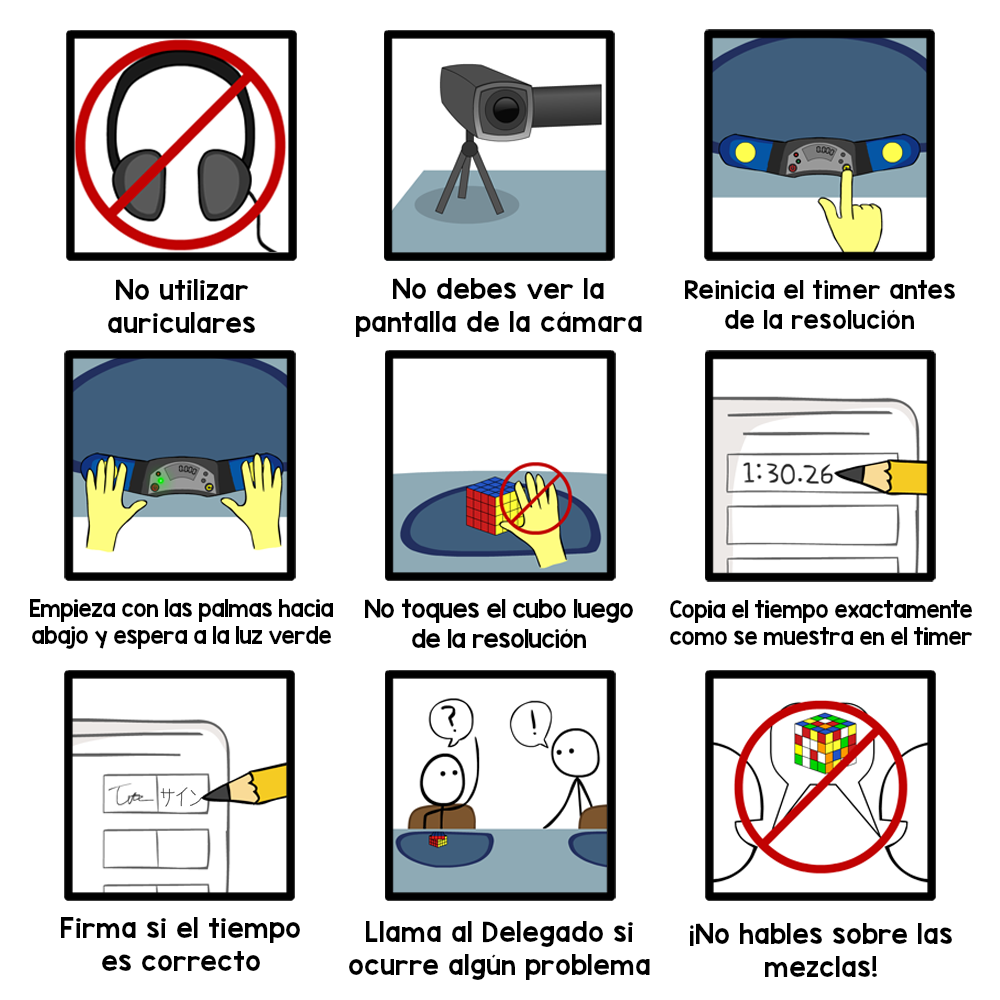 No utilizar
auriculares
No debes ver la
pantalla de la cámara
0.000
Reinicia el timer antes
de la resolución
0.000
Empieza con las palmas hacia
abajo y espera a la luz verde
No toques el cubo luego
de la resolución
1:30.26
Copia el tiempo exactamente
como se muestra en el timer
サイン
Firma si el tiempo
es correcto
?
!
Llama al Delegado si
ocurre algún problema
¡No hables sobre las
mezclas!